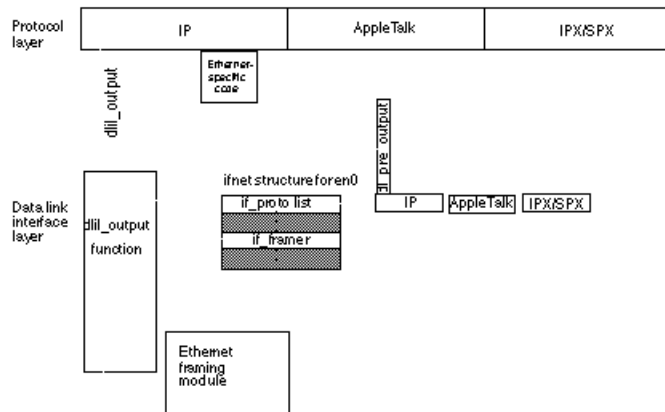 Protocol
layer
IP
AppleTalk
IPX/SPX
Ethernet-
specific
code
dlil_output
dl_pre_output
ifnet structure for en0
if_proto list
if_framer
IP
AppleTalk
IPX/SPX
Data link
interface
layer
dlil_output
function
Ethernet
framing
module